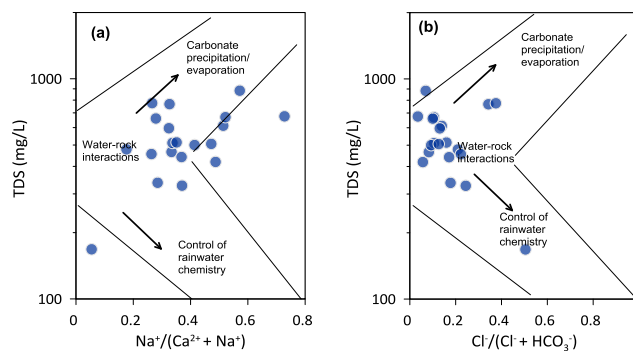 (a)
Carbonate
precipitation/
evaporation
1000
TDS (mg/L)
Water-rock
interactions
Control of
rainwater
chemistry
100
0
0.2
0.4
0.6
0.8
Na⁺/(Ca²⁺ + Na⁺)
(b)
Carbonate
precipitation/
evaporation
1000
TDS (mg/L)
Water-rock
interactions
Control of
rainwater
chemistry
100
0
0.2
0.4
0.6
0.8
1
Cl⁻/(Cl⁻ + HCO₃⁻)